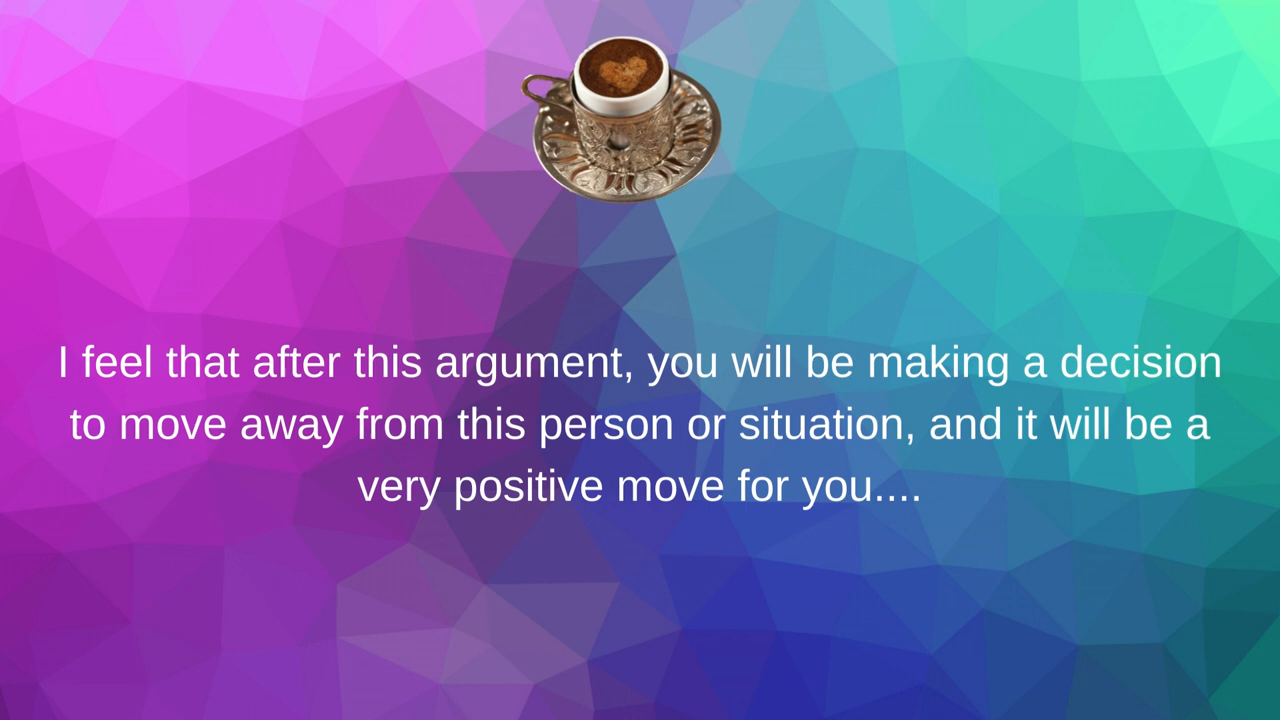 I feel that after this argument, you will be making a decision
to move away from this person or situation, and it will be a
very positive move for you....